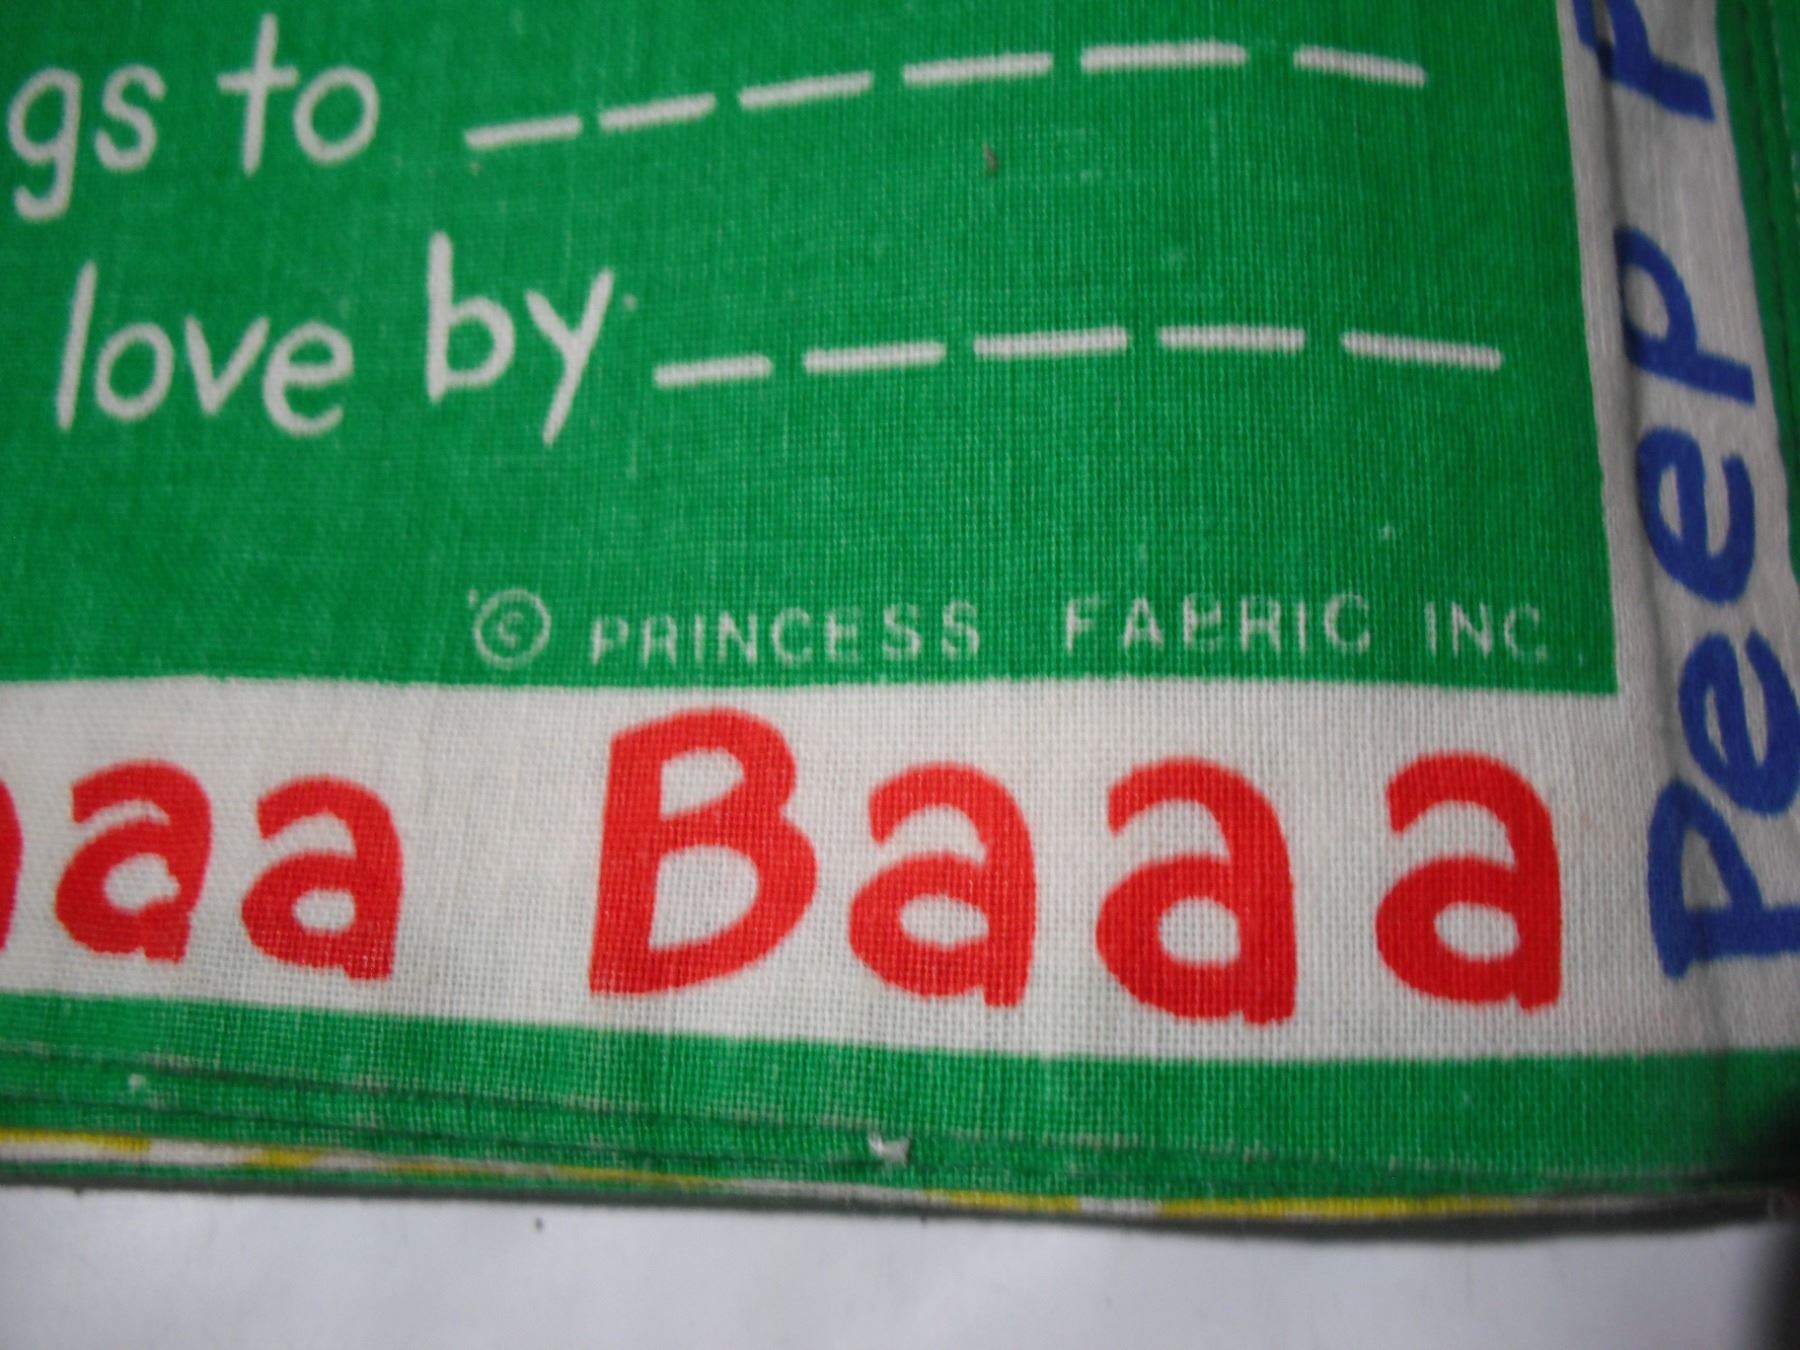 gs to _ _ _ _ _ _
love by _ _ _ _ _
© PRINCESS FABRIC INC.
aa Baaa
Peep P